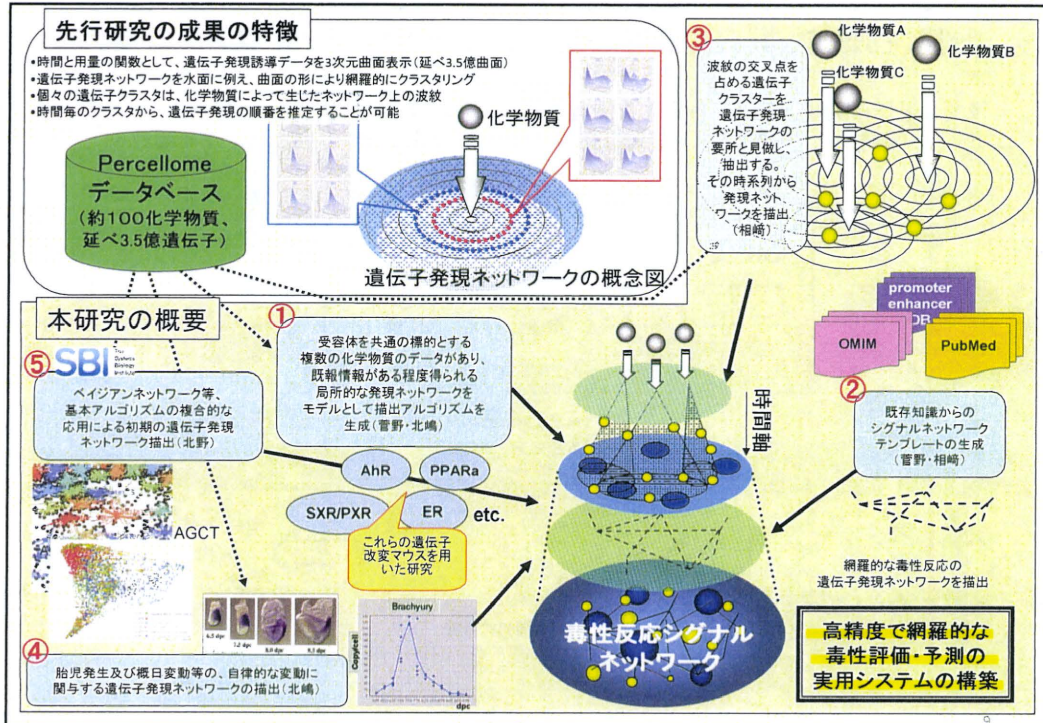 先行研究の成果の特徴
•時間と用量の関数として、遺伝子発現誘導データを3次元曲面表示(延べ3.5億曲面)
•遺伝子発現ネットワークを水面に例え、曲面の形により網羅的にクラスタリング
•個々の遺伝子クラスタは、化学物質によって生じたネットワーク上の波紋
•時間毎のクラスタから、遺伝子発現の順番を推定することが可能
Percellome
データベース
(約100化学物質、
延べ3.5億遺伝子)
化学物質
遺伝子発現ネットワークの概念図
③
波紋の交叉点を
占める遺伝子
クラスターを
遺伝子発現
ネットワークの
要所と見做し、
抽出する。
その時系列から
発現ネット
ワークを描出
(相﨑)
化学物質A
化学物質B
化学物質C
本研究の概要
①
受容体を共通の標的とする
複数の化学物質のデータがあり、
既報情報がある程度得られる
局所的な発現ネットワークを
モデルとして描出アルゴリズムを
生成(菅野・北嶋)
AhR
PPARa
SXR/PXR
ER
etc.
これらの遺伝子
改変マウスを用
いた研究
⑤
SBI
The
Systems
Biology
Institute
ベイジアンネットワーク等、
基本アルゴリズムの複合的な
応用による初期の遺伝子発現
ネットワーク描出(北野)
AGCT
promoter
enhancer
DB
OMIM
PubMed
②
既存知識からの
シグナルネットワーク
テンプレートの生成
(菅野・相﨑)
時間軸
網羅的な毒性反応の
遺伝子発現ネットワークを描出
毒性反応シグナル
ネットワーク
6.5 dpc
7.5 dpc
8.0 dpc
8.5 dpc
④
胎児発生及び概日変動等の、自律的な変動に
関与する遺伝子発現ネットワークの描出(北嶋)
Brachyury
Copy/cell
dpc
高精度で網羅的な
毒性評価・予測の
実用システムの構築
9